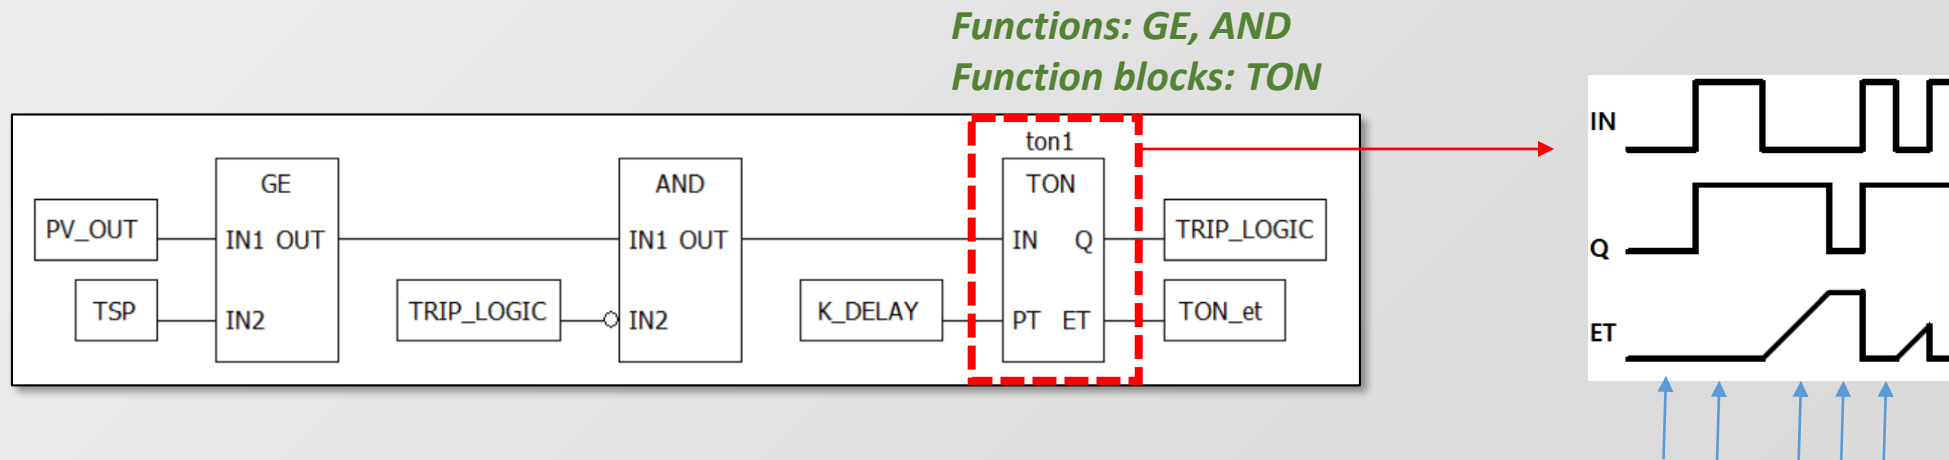 Functions: GE, AND
Function blocks: TON
ton1
GE
AND
TON
IN
PV_OUT
IN1 OUT
IN1 OUT
IN Q
TRIP_LOGIC
Q
TSP
IN2
TRIP_LOGIC
IN2
K_DELAY
PT ET
TON_et
ET